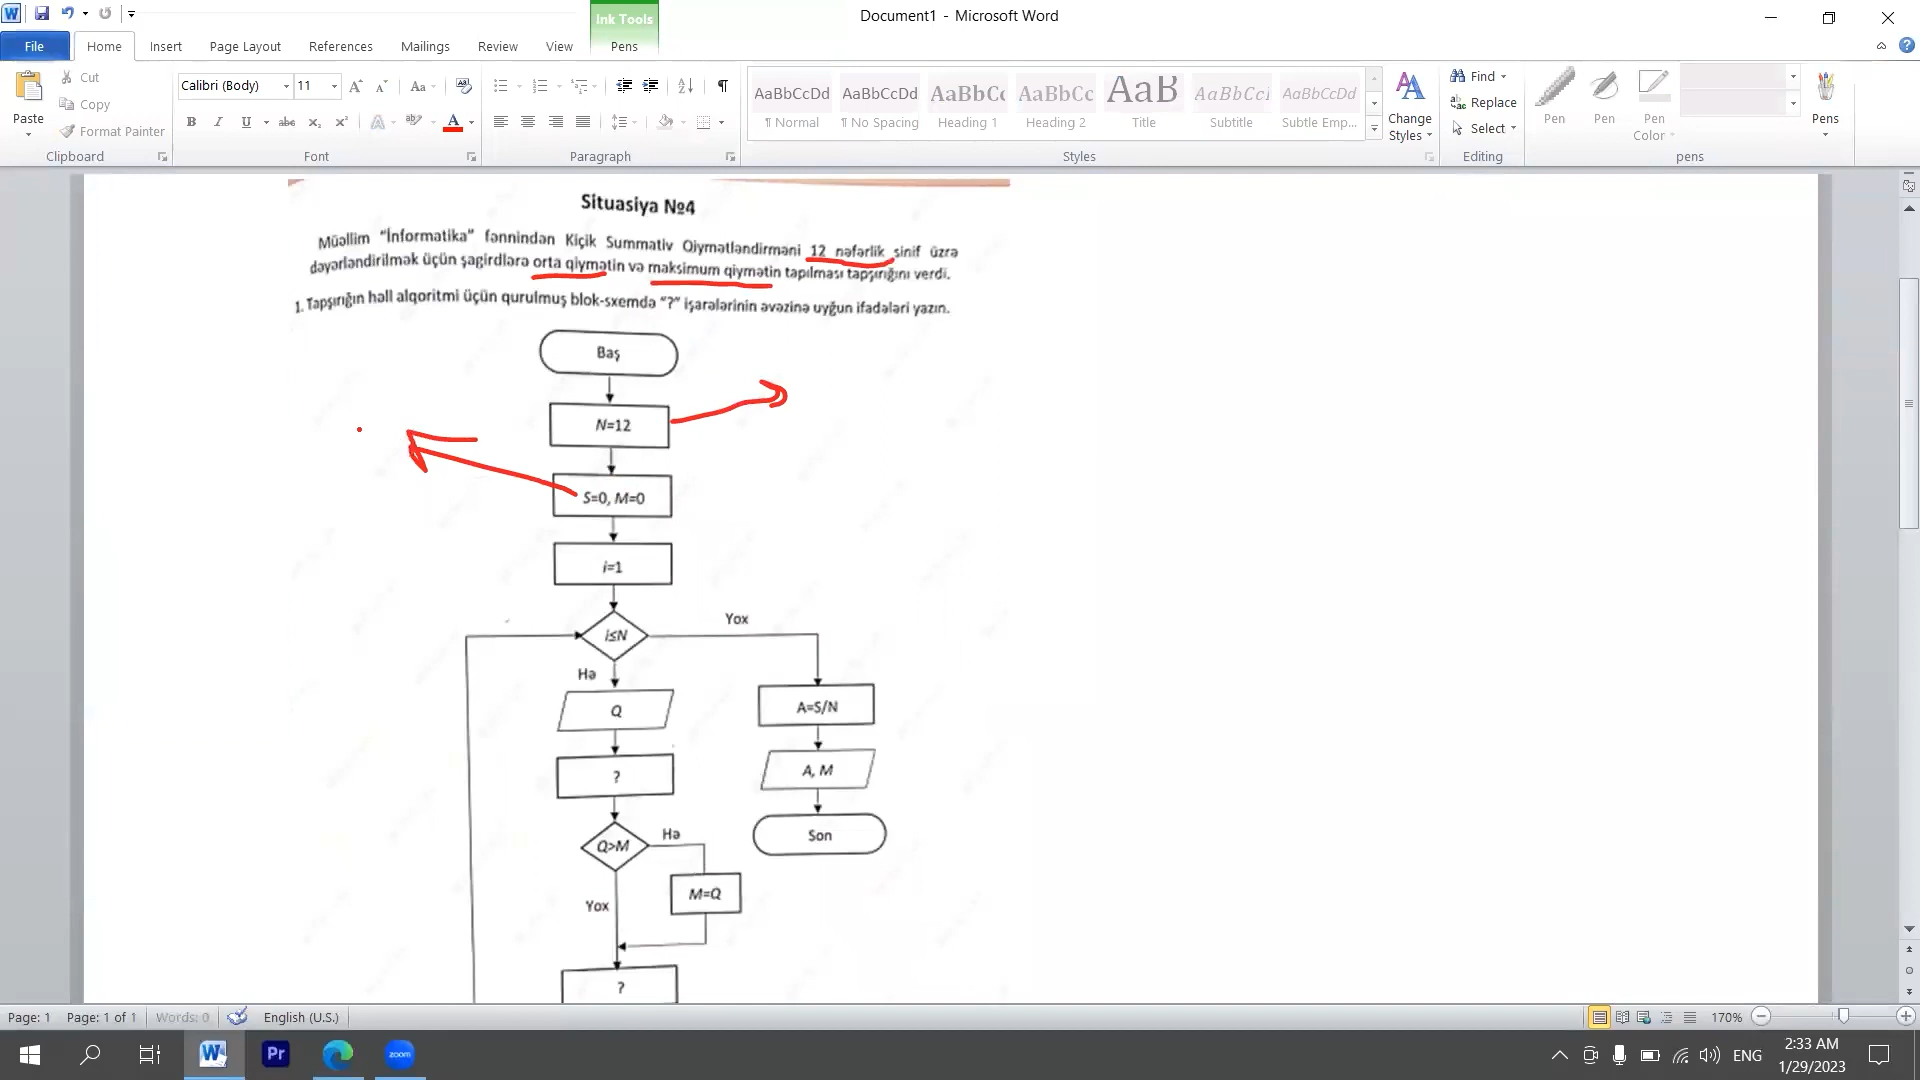 Document1 - Microsoft Word
Ink Tools
File
Home
Insert
Page Layout
References
Mailings
Review
View
Pens
Paste
Cut
Copy
Format Painter
Clipboard
Calibri (Body)
11
Font
Paragraph
AaBbCcDd
¶ Normal
AaBbCcDd
¶ No Spacing
AaBbCc
Heading 1
AaBbCc
Heading 2
AaB
Title
AaBbCcI
Subtitle
AaBbCcDd
Subtle Emp...
Styles
Change Styles
Find
Replace
Select
Editing
Pen
Pen
Pen Color
Pens
pens
Situasiya №4
Müəllim “İnformatika” fənnindən Kiçik Summativ Qiymətləndirməni 12 nəfərlik sinif üzrə
dəyərləndirilmək üçün şagirdlərə orta qiymətin və maksimum qiymətin tapılması tapşırığını verdi.
1. Tapşırığın həll alqoritmi üçün qurulmuş blok-sxemdə “?” işarələrinin əvəzinə uyğun ifadələri yazın.
Baş
N=12
S=0, M=0
i=1
i≤N
Yox
Hə
Q
?
Q>M
Hə
M=Q
Yox
?
A=S/N
A, M
Son
Page: 1
Page: 1 of 1
Words: 0
English (U.S.)
170%
Pr
zoom
ENG
2:33 AM
1/29/2023